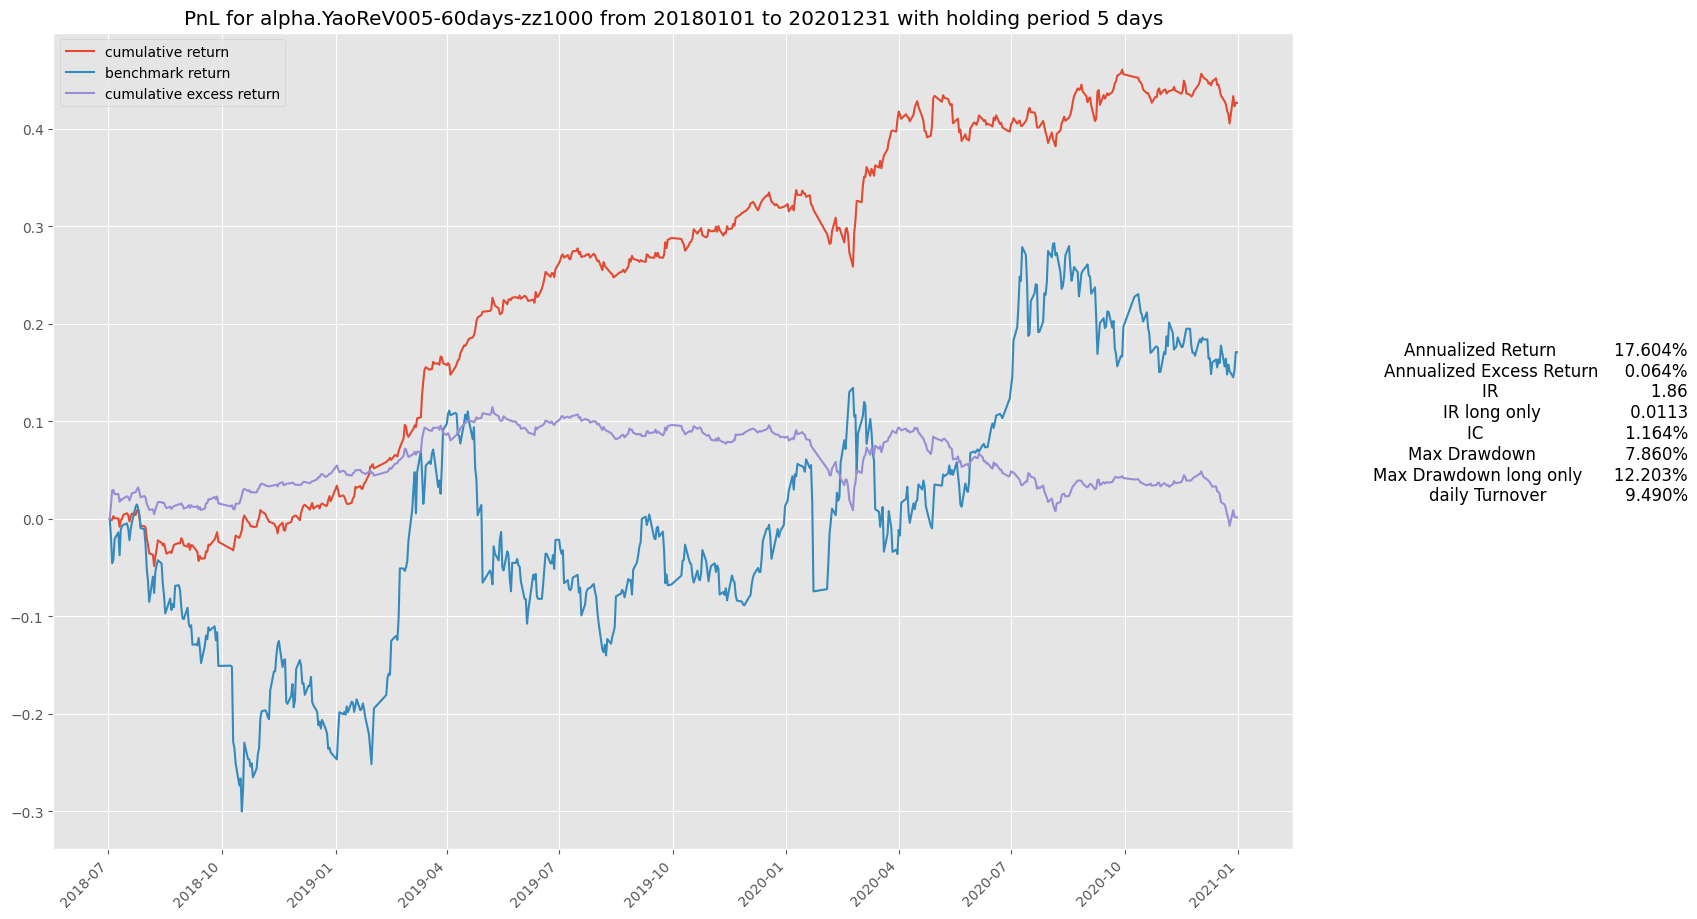 PnL for alpha.YaoReV005-60days-zz1000 from 20180101 to 20201231 with holding period 5 days
cumulative return
benchmark return
cumulative excess return
0.4
0.3
0.2
0.1
0.0
−0.1
−0.2
−0.3
2018-07
2018-10
2019-01
2019-04
2019-07
2019-10
2020-01
2020-04
2020-07
2020-10
2021-01
Annualized Return 17.604%
Annualized Excess Return 0.064%
IR 1.86
IR long only 0.0113
IC 1.164%
Max Drawdown 7.860%
Max Drawdown long only 12.203%
daily Turnover 9.490%